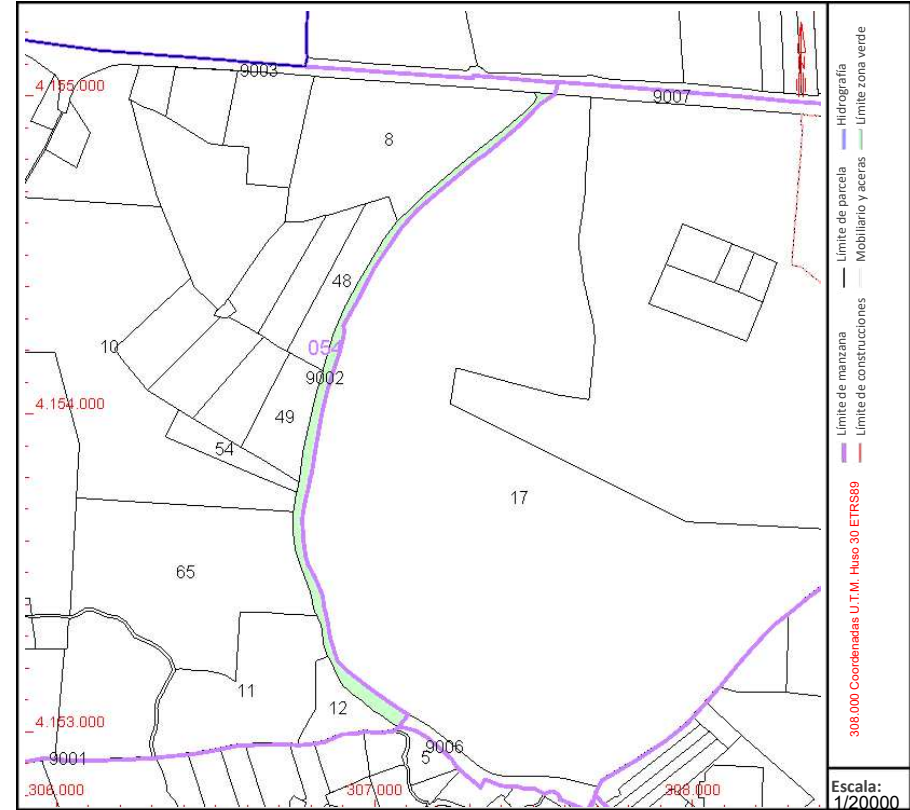 9003
4.155.000
9007
8
48
10
054
9002
4.154.000
49
54
17
65
11
12
4.153.000
9006
5
9001
306.000
307.000
308.000
Límite de manzana
Límite de parcela
Hidrografía
Límite de construcciones
Mobiliario y aceras
Límite zona verde
308.000 Coordenadas U.T.M. Huso 30 ETRS89
Escala:
1/20000